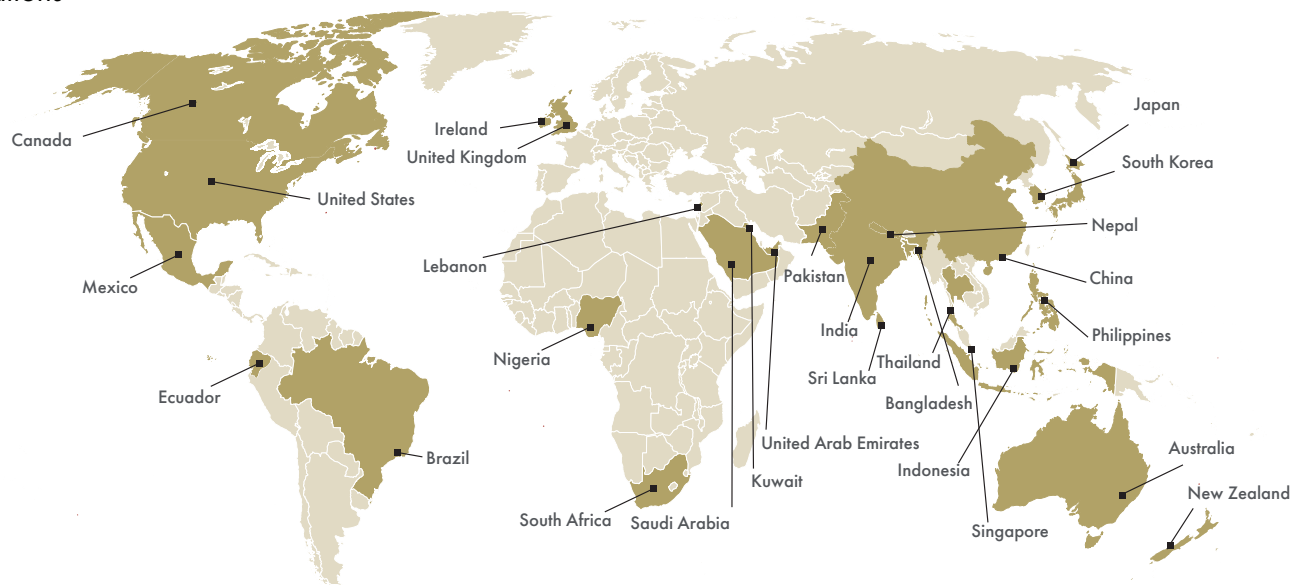 Japan
Canada
Ireland
United Kingdom
South Korea
United States
Nepal
Lebanon
Pakistan
China
Mexico
India
Philippines
Nigeria
Thailand
Sri Lanka
Ecuador
Bangladesh
United Arab Emirates
Brazil
Indonesia
Australia
Kuwait
New Zealand
South Africa
Saudi Arabia
Singapore